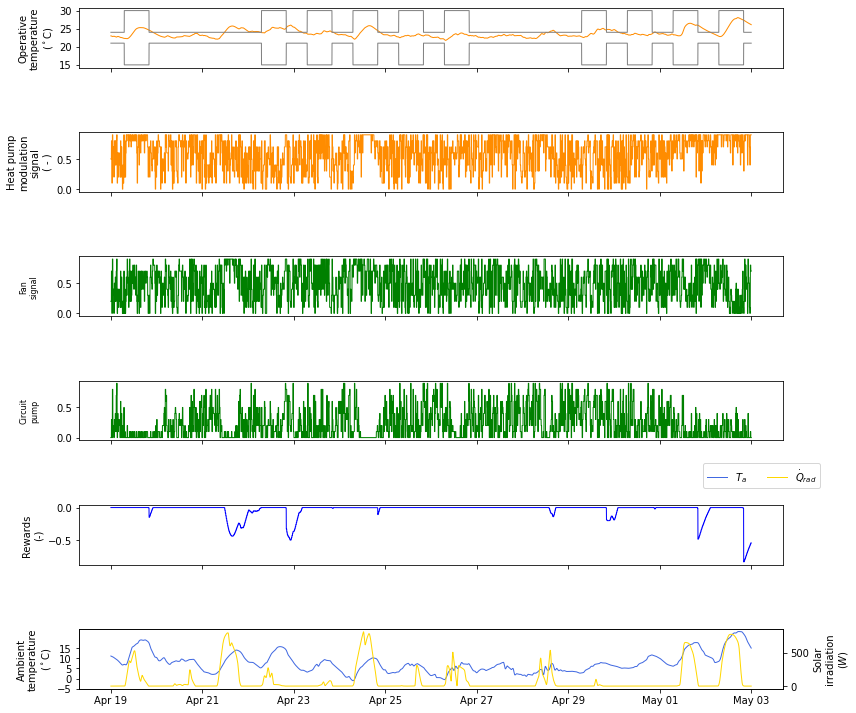 Operative
temperature
(°C)
30
25
20
15
Heat pump
modulation
signal
( - )
0.5
0.0
Fan
signal
0.5
0.0
Circuit
pump
0.5
0.0
T_a
Q̇_rad
Rewards
(-)
0.0
−0.5
Ambient
temperature
(°C)
15
10
5
0
−5
500
0
Solar
irradiation
(W)
Apr 19 Apr 21 Apr 23 Apr 25 Apr 27 Apr 29 May 01 May 03